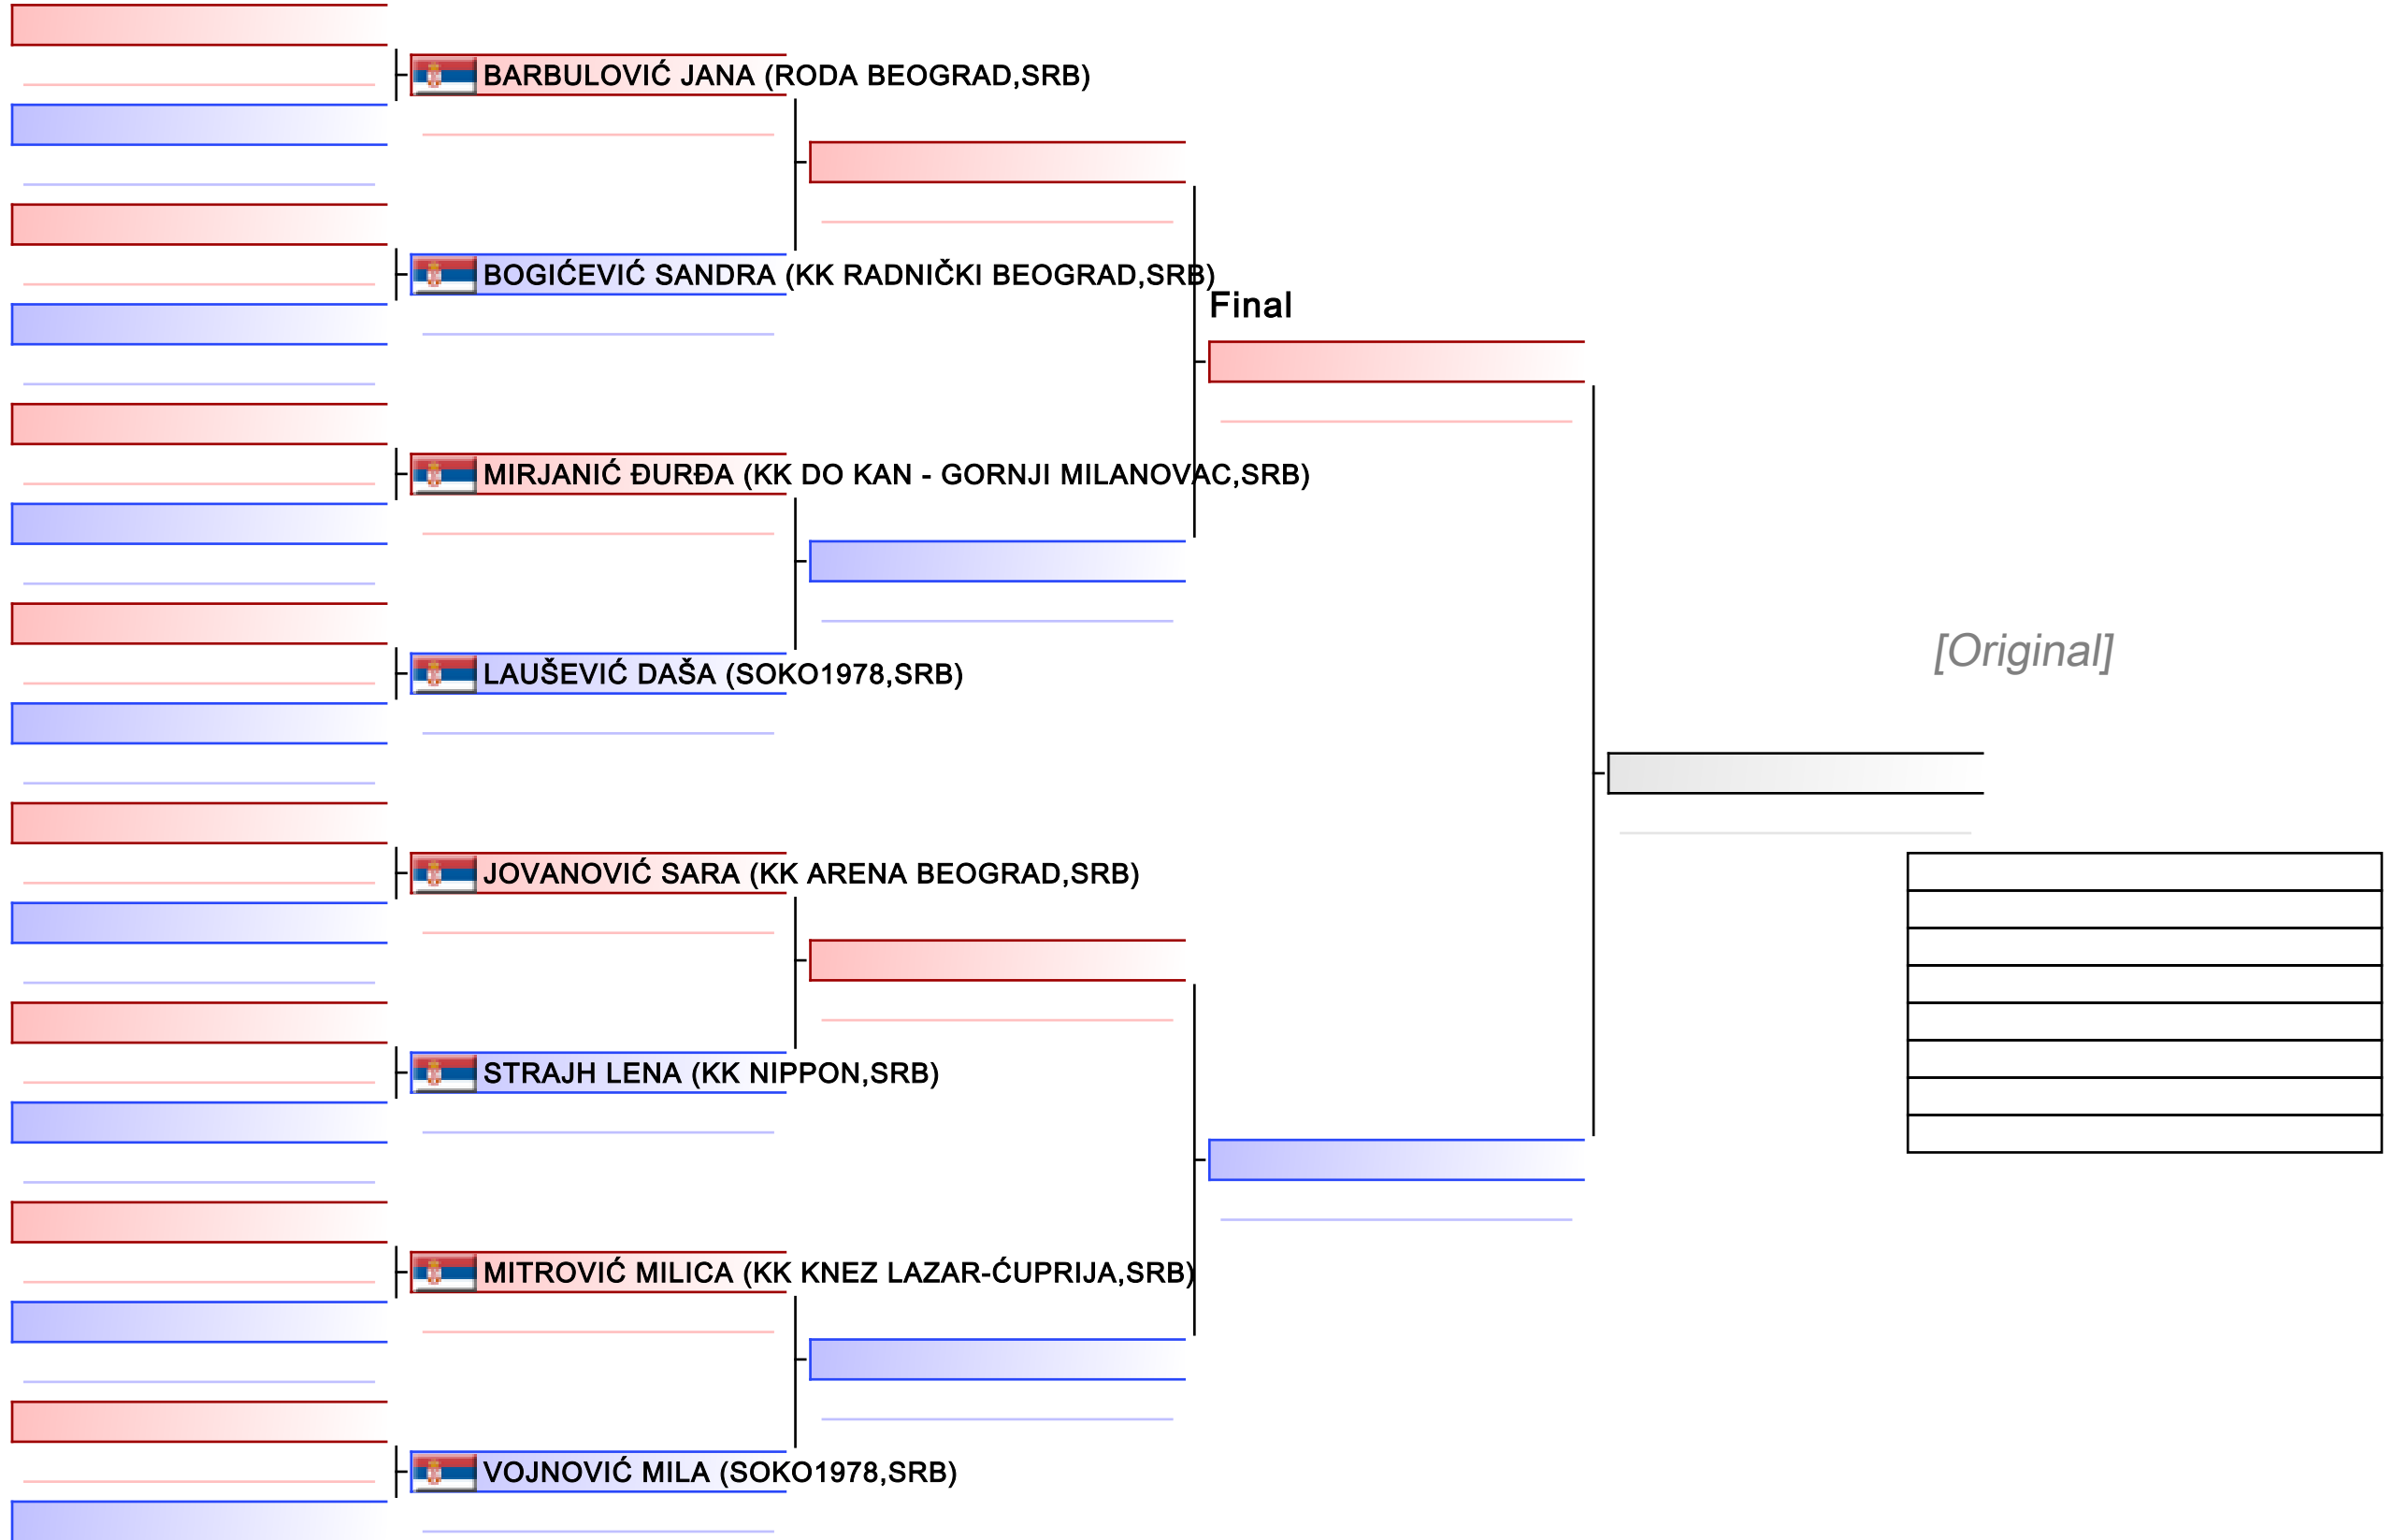 BARBULOVIĆ JANA (RODA BEOGRAD,SRB)
BOGIĆEVIĆ SANDRA (KK RADNIČKI BEOGRAD,SRB)
Final
MIRJANIĆ ĐURĐA (KK DO KAN - GORNJI MILANOVAC,SRB)
[Original]
LAUŠEVIĆ DAŠA (SOKO1978,SRB)
JOVANOVIĆ SARA (KK ARENA BEOGRAD,SRB)
STRAJH LENA (KK NIPPON,SRB)
MITROVIĆ MILICA (KK KNEZ LAZAR-ĆUPRIJA,SRB)
VOJNOVIĆ MILA (SOKO1978,SRB)